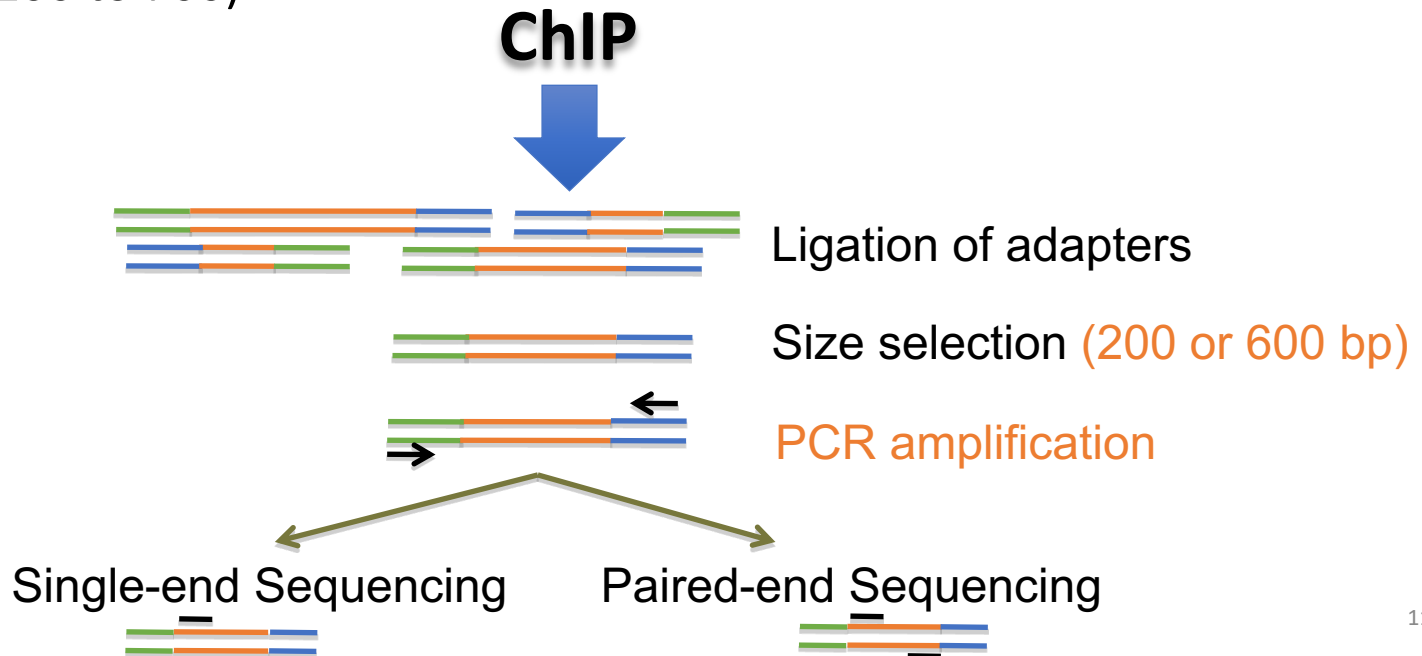 ChIP
Ligation of adapters
Size selection (200 or 600 bp)
PCR amplification
Single-end Sequencing Paired-end Sequencing